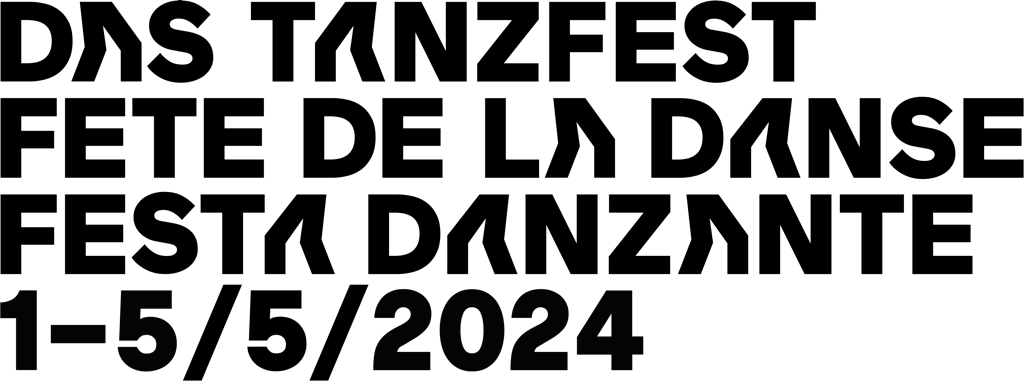 DAS TANZFEST
FETE DE LA DANSE
FESTA DANZANTE
1–5/5/2024